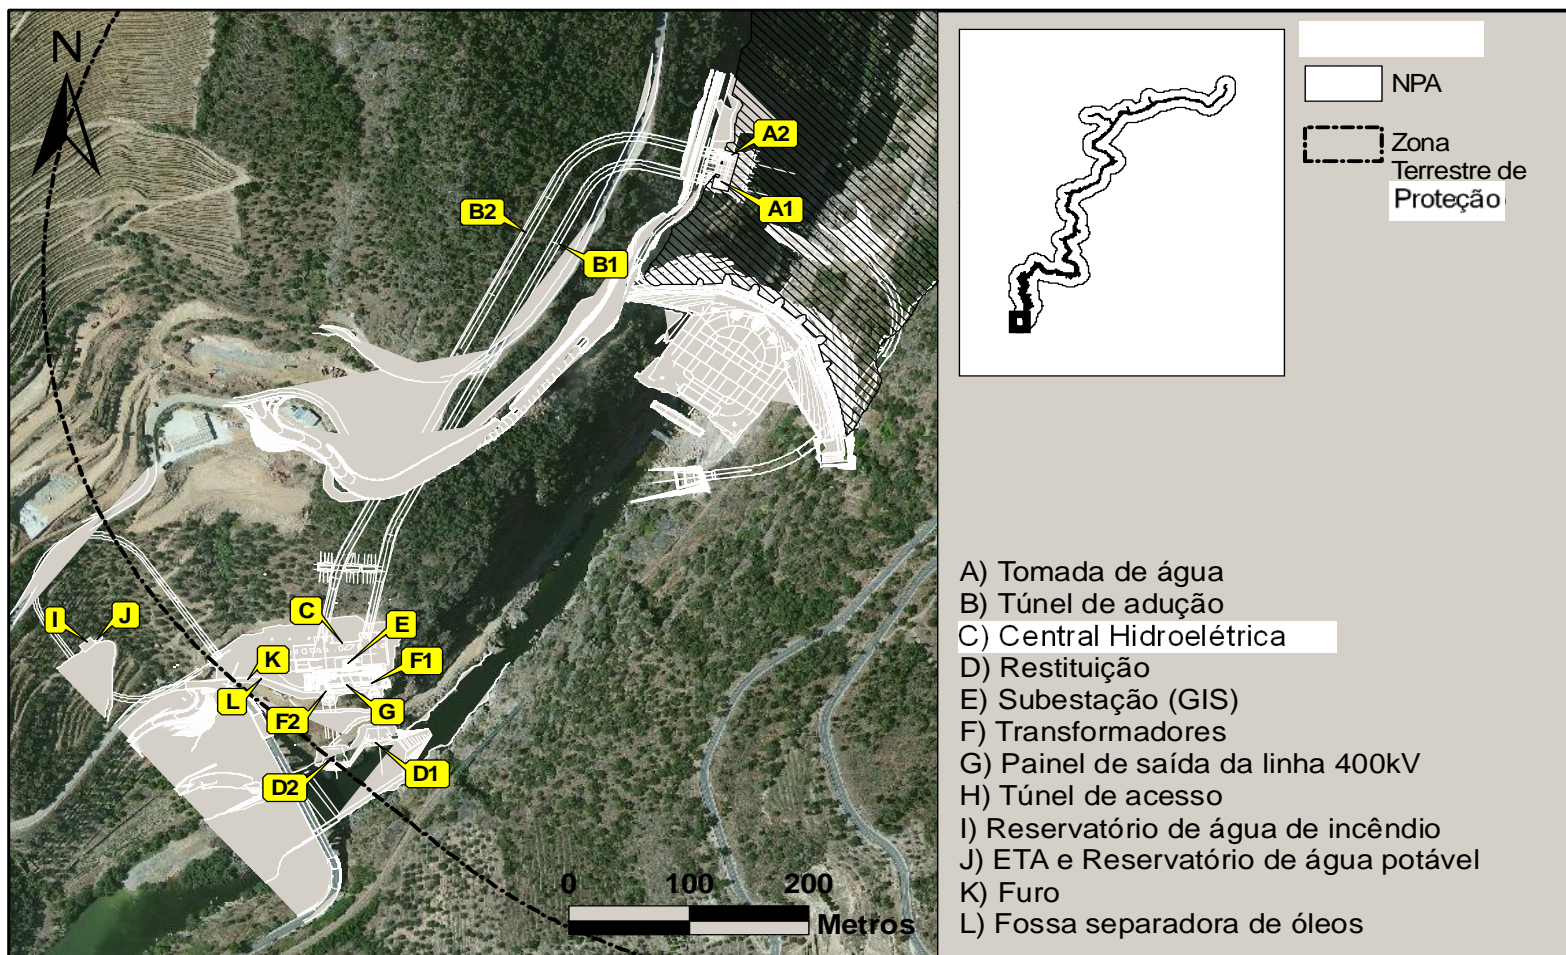 N
A2
A1
B2
B1
I
J
C
E
K
F1
L
F2
G
D2
D1
0 100 200
Metros
NPA
Zona
Terrestre de
Proteção
A) Tomada de água
B) Túnel de adução
C) Central Hidroelétrica
D) Restituição
E) Subestação (GIS)
F) Transformadores
G) Painel de saída da linha 400kV
H) Túnel de acesso
I) Reservatório de água de incêndio
J) ETA e Reservatório de água potável
K) Furo
L) Fossa separadora de óleos